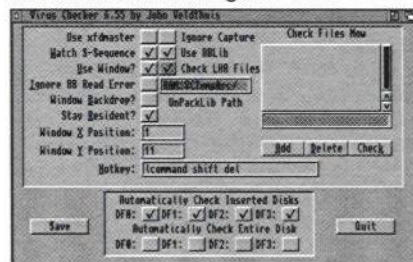 Virus Checker 6.55 by John Veldthuis
Use xfdmaster
Ignore Capture
Check Files Now
Watch S-Sequence
Use BBLib
Use Window?
Check LHA Files
Ignore BB Read Error
Window Backdrop?
UnPackLib Path
Stay Resident?
Window X Position: 1
Window Y Position: 11
Add
Delete
Check
Hotkey: lcommand shift del
Automatically Check Inserted Disks
DF0: DF1: DF2: DF3:
Save
Automatically Check Entire Disk
Quit
DF0: DF1: DF2: DF3: